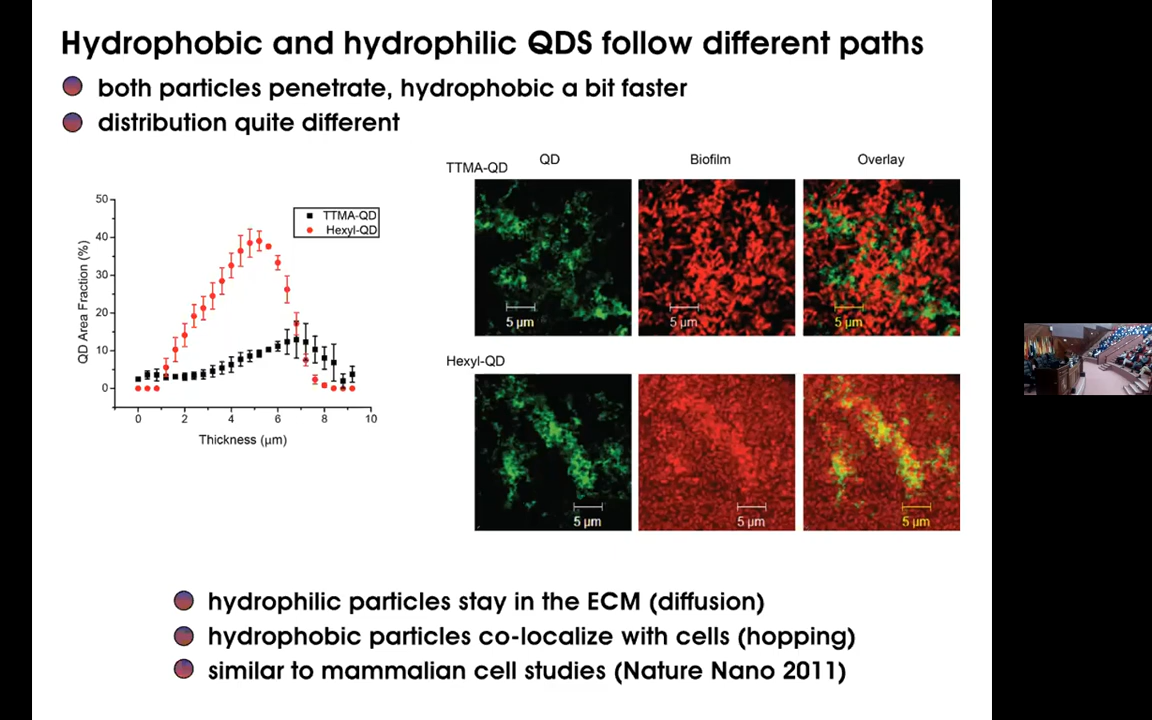 Hydrophobic and hydrophilic QDS follow different paths
both particles penetrate, hydrophobic a bit faster
distribution quite different
QD
Biofilm
Overlay
TTMA-QD
5 µm
5 µm
5 µm
Hexyl-QD
5 µm
5 µm
5 µm
QD Area Fraction (%)
50
40
30
20
10
0
TTMA-QD
Hexyl-QD
0 2 4 6 8 10
Thickness (µm)
hydrophilic particles stay in the ECM (diffusion)
hydrophobic particles co-localize with cells (hopping)
similar to mammalian cell studies (Nature Nano 2011)